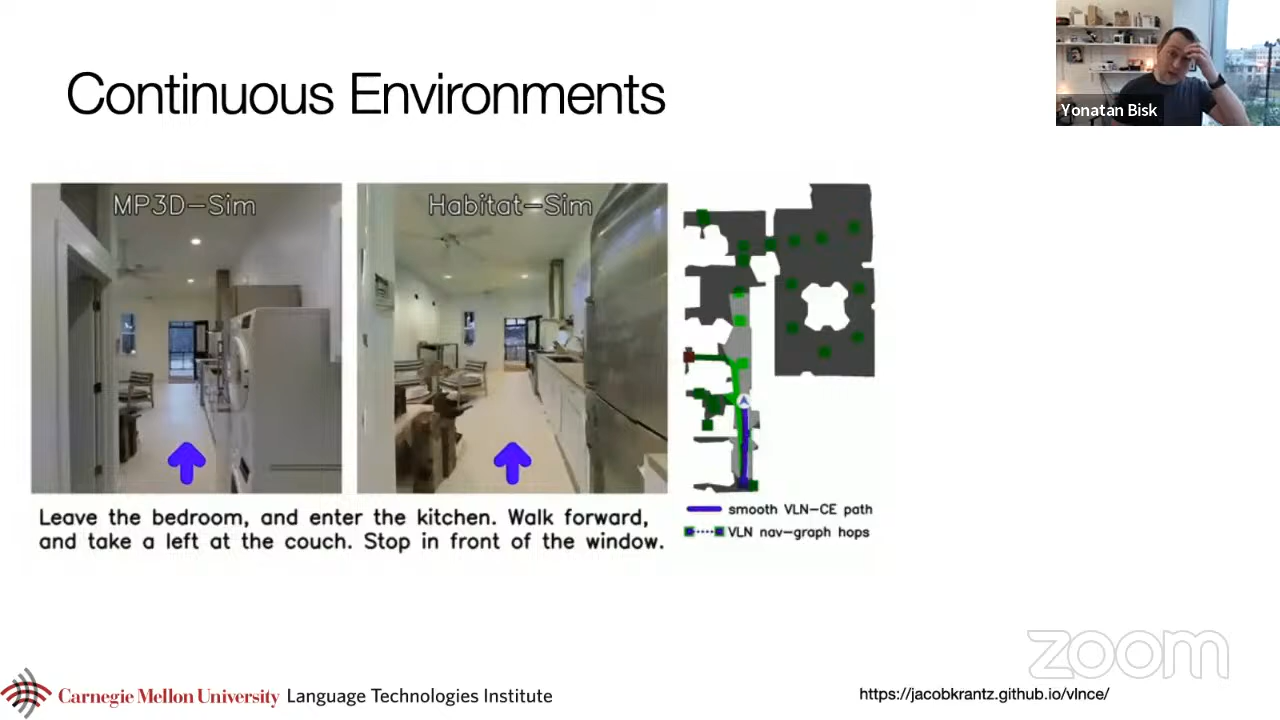 Continuous Environments
Yonatan Bisk
MP3D-Sim
Habitat-Sim
Leave the bedroom, and enter the kitchen. Walk forward,
and take a left at the couch. Stop in front of the window.
smooth VLN-CE path
VLN nav-graph hops
zoom
Carnegie Mellon University Language Technologies Institute
https://jacobkrantz.github.io/vlnce/